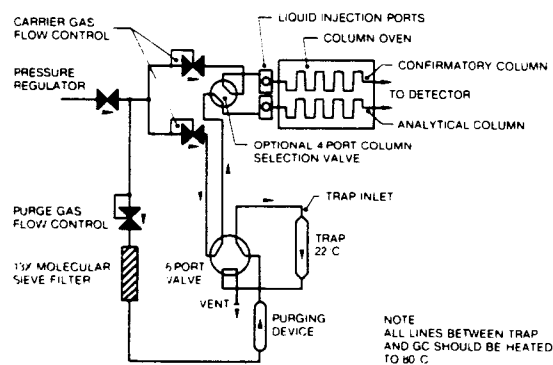 CARRIER GAS
FLOW CONTROL
LIQUID INJECTION PORTS
COLUMN OVEN
PRESSURE
REGULATOR
CONFIRMATORY COLUMN
TO DETECTOR
ANALYTICAL COLUMN
OPTIONAL 4 PORT COLUMN
SELECTION VALVE
TRAP INLET
PURGE GAS
FLOW CONTROL
TRAP
22 C
13X MOLECULAR
SIEVE FILTER
6 PORT
VALVE
VENT
PURGING
DEVICE
NOTE
ALL LINES BETWEEN TRAP
AND GC SHOULD BE HEATED
TO 80 C